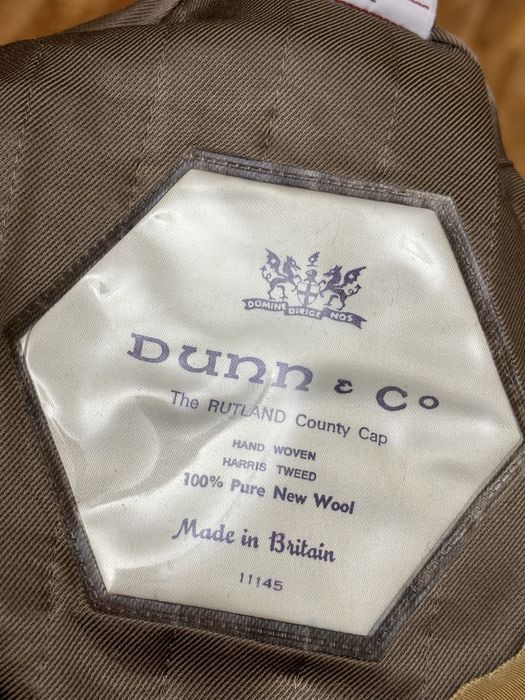 DOMINE DIRIGE NOS
Dunn & Co
The RUTLAND County Cap
HAND WOVEN
HARRIS TWEED
100% Pure New Wool
Made in Britain
11145